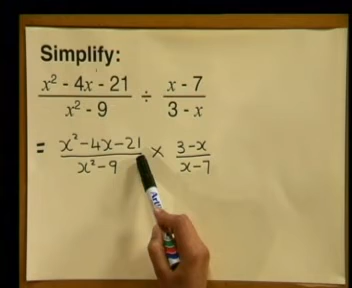 Simplify:
x² - 4x - 21 / x² - 9 ÷ x - 7 / 3 - x
= x² - 4x - 21 / x² - 9 × 3 - x / x - 7